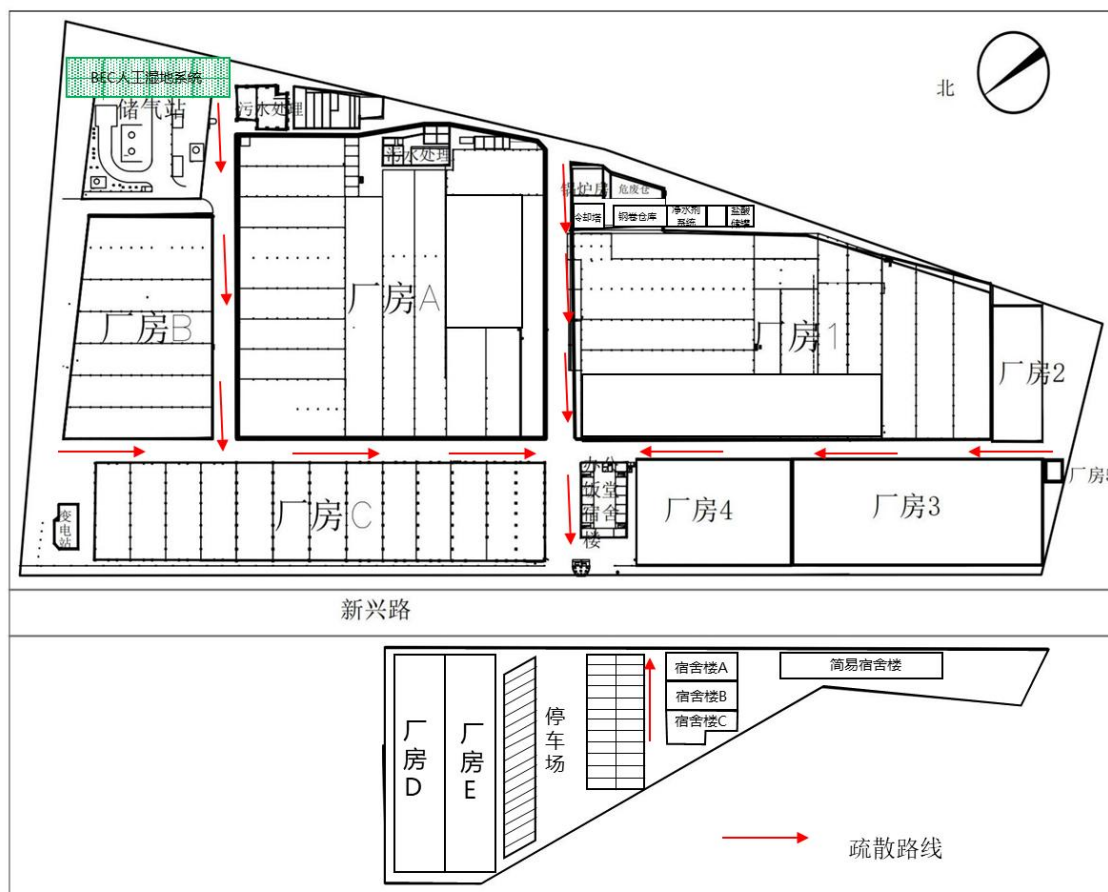 BEC人工湿地系统
北
储气站
污水处理
污水处理
锅炉房
危废仓
冷却塔
钢卷仓库
净水剂
系统
盐酸
储罐
厂房A
厂房B
厂房1
厂房2
办公
饭堂
宿舍
楼
厂房5
厂房C
厂房4
厂房3
变
电
站
新兴路
宿舍楼A
宿舍楼B
宿舍楼C
简易宿舍楼
厂
房
D
厂
房
E
停
车
场
疏散路线